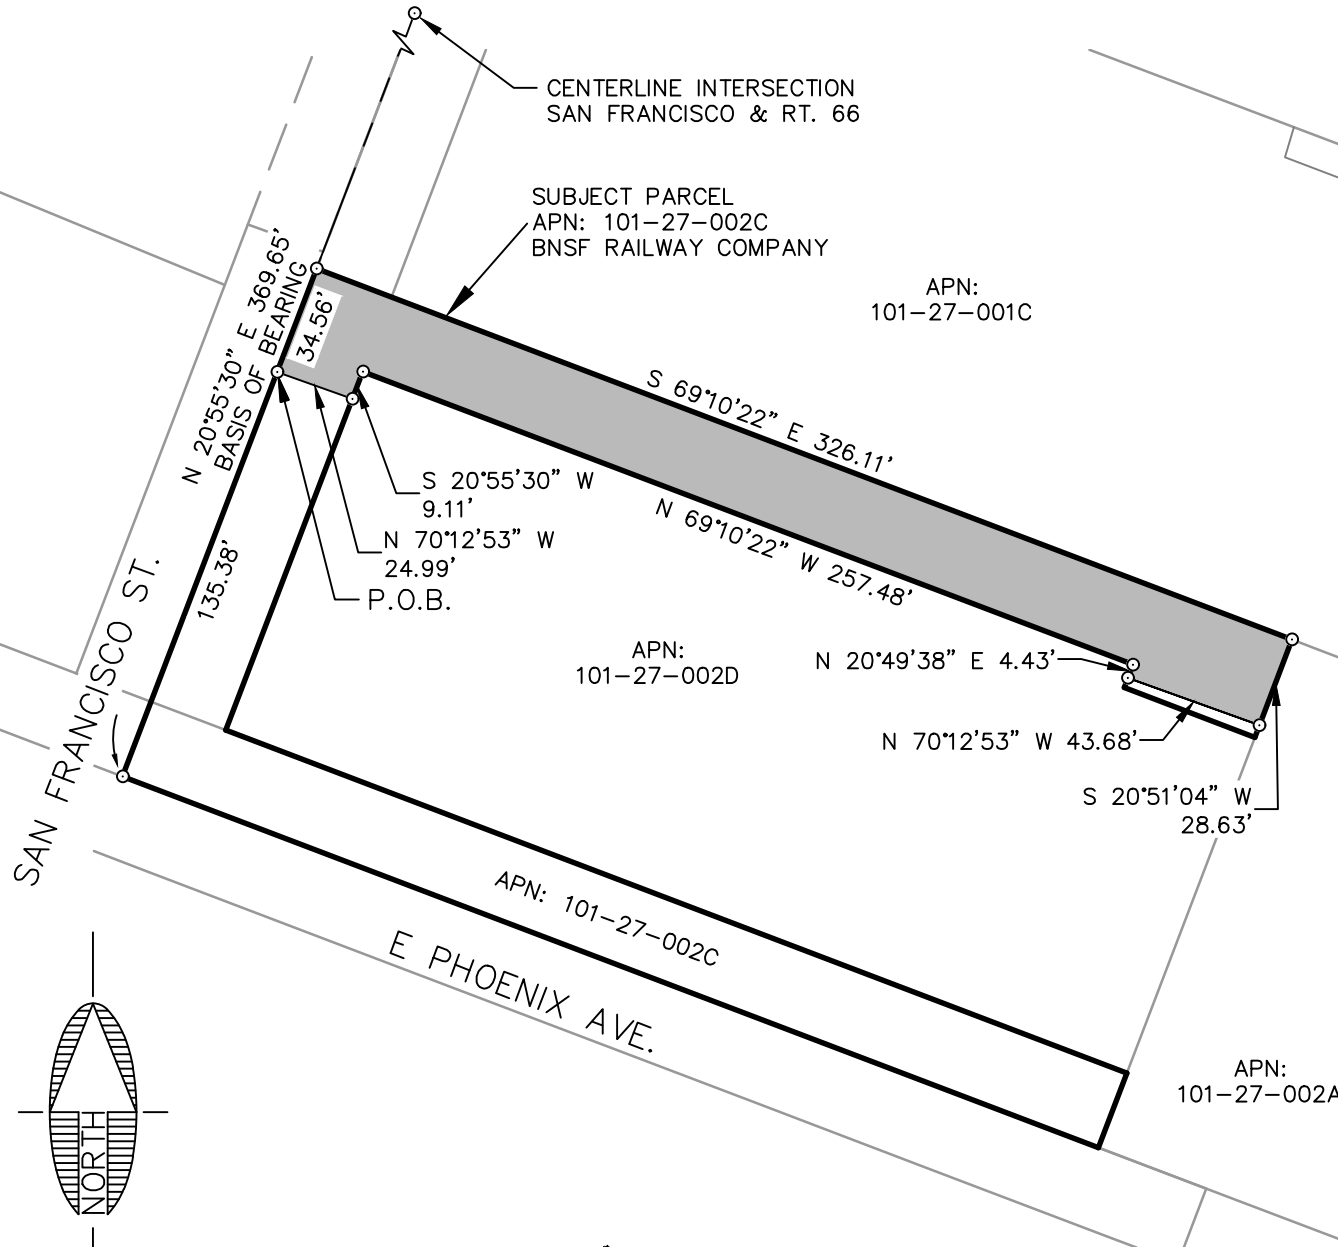 CENTERLINE INTERSECTION
SAN FRANCISCO & RT. 66
SUBJECT PARCEL
APN: 101-27-002C
BNSF RAILWAY COMPANY
APN:
101-27-001C
N 20°55'30" E 369.65'
BASIS OF BEARING
34.56'
S 69°10'22" E 326.11'
S 20°55'30" W
9.11'
N 69°10'22" W 257.48'
N 70°12'53" W
24.99'
P.O.B.
135.38'
SAN FRANCISCO ST.
APN:
101-27-002D
N 20°49'38" E 4.43'
N 70°12'53" W 43.68'
S 20°51'04" W
28.63'
APN: 101-27-002C
E PHOENIX AVE.
APN:
101-27-002A
NORTH